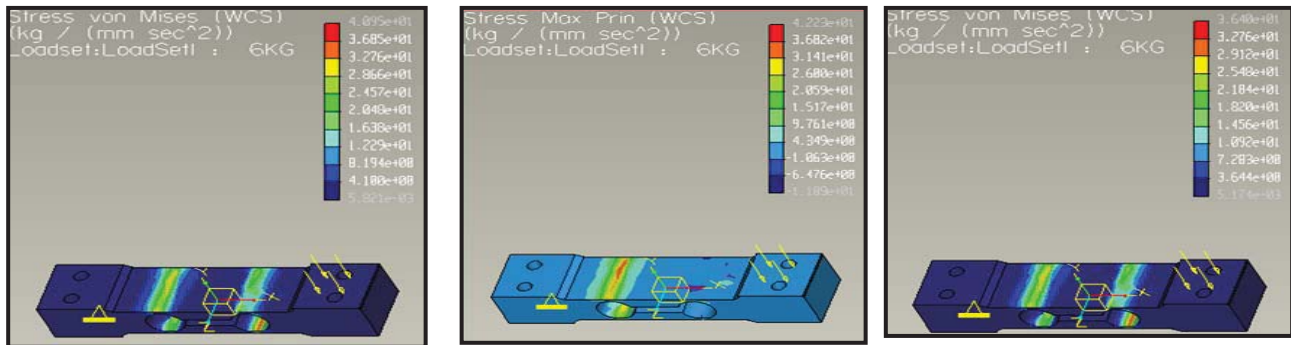 Stress von Mises (WCS)
(kg / (mm sec^2))
Loadset:LoadSet1 : 6KG
4.095e+01
3.685e+01
3.276e+01
2.866e+01
2.457e+01
2.048e+01
1.638e+01
1.229e+01
8.194e+00
4.100e+00
5.821e-03
Y
X
Z
Stress Max Prin (WCS)
(kg / (mm sec^2))
Loadset:LoadSet1 : 6KG
4.223e+01
3.682e+01
3.141e+01
2.600e+01
2.059e+01
1.517e+01
9.761e+00
4.349e+00
-1.063e+00
-6.476e+00
-1.189e+01
Y
X
Z
Stress von Mises (WCS)
(kg / (mm sec^2))
Loadset:LoadSet1 : 6KG
3.640e+01
3.276e+01
2.912e+01
2.548e+01
2.184e+01
1.820e+01
1.456e+01
1.092e+01
7.283e+00
3.644e+00
5.174e-03
Y
X
Z